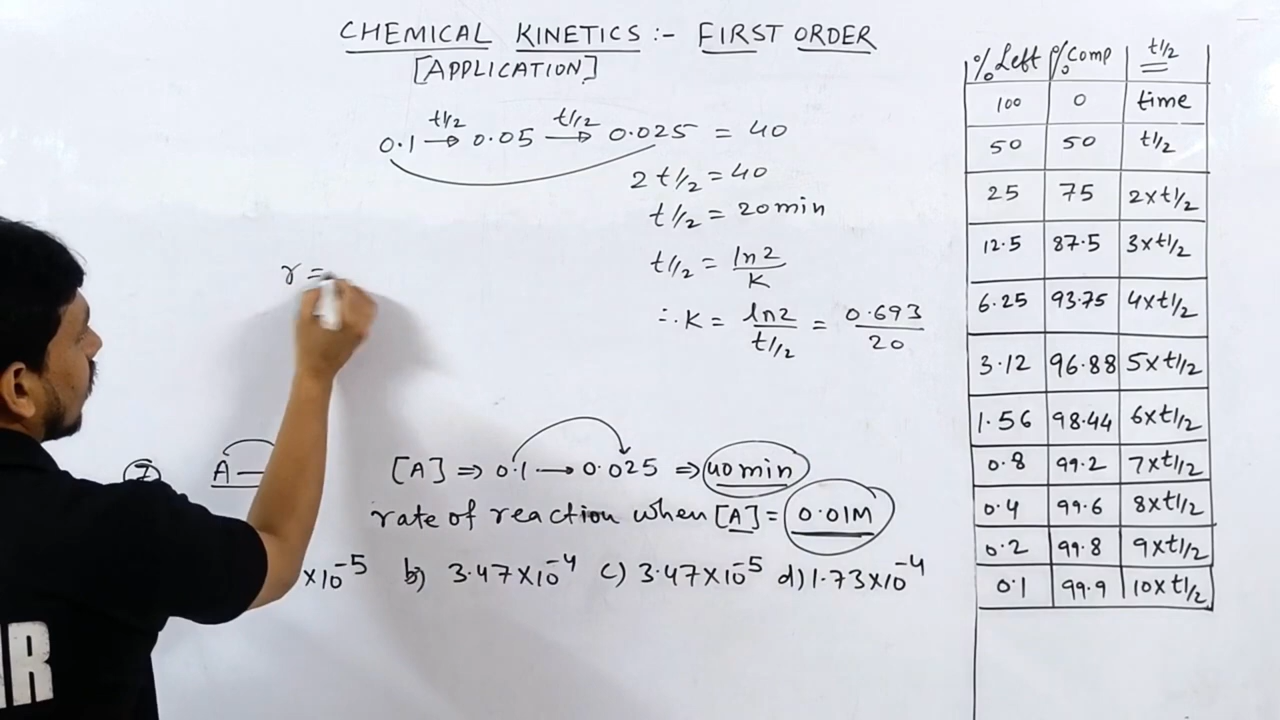 CHEMICAL KINETICS :- FIRST ORDER
[APPLICATION]
0.1 —t1/2→ 0.05 —t1/2→ 0.025 = 40
2 t1/2 = 40
t1/2 = 20min
t1/2 = ln2/K
∴ K = ln2/t1/2 = 0.693/20
r =
7 A — [A] ⇒ 0.1 → 0.025 ⇒ 40min
rate of reaction when [A] = 0.01M
×10^-5 b) 3.47×10^-4 c) 3.47×10^-5 d) 1.73×10^-4
% Left % Comp t1/2
100 0 time
50 50 t1/2
25 75 2×t1/2
12.5 87.5 3×t1/2
6.25 93.75 4×t1/2
3.12 96.88 5×t1/2
1.56 98.44 6×t1/2
0.8 99.2 7×t1/2
0.4 99.6 8×t1/2
0.2 99.8 9×t1/2
0.1 99.9 10×t1/2